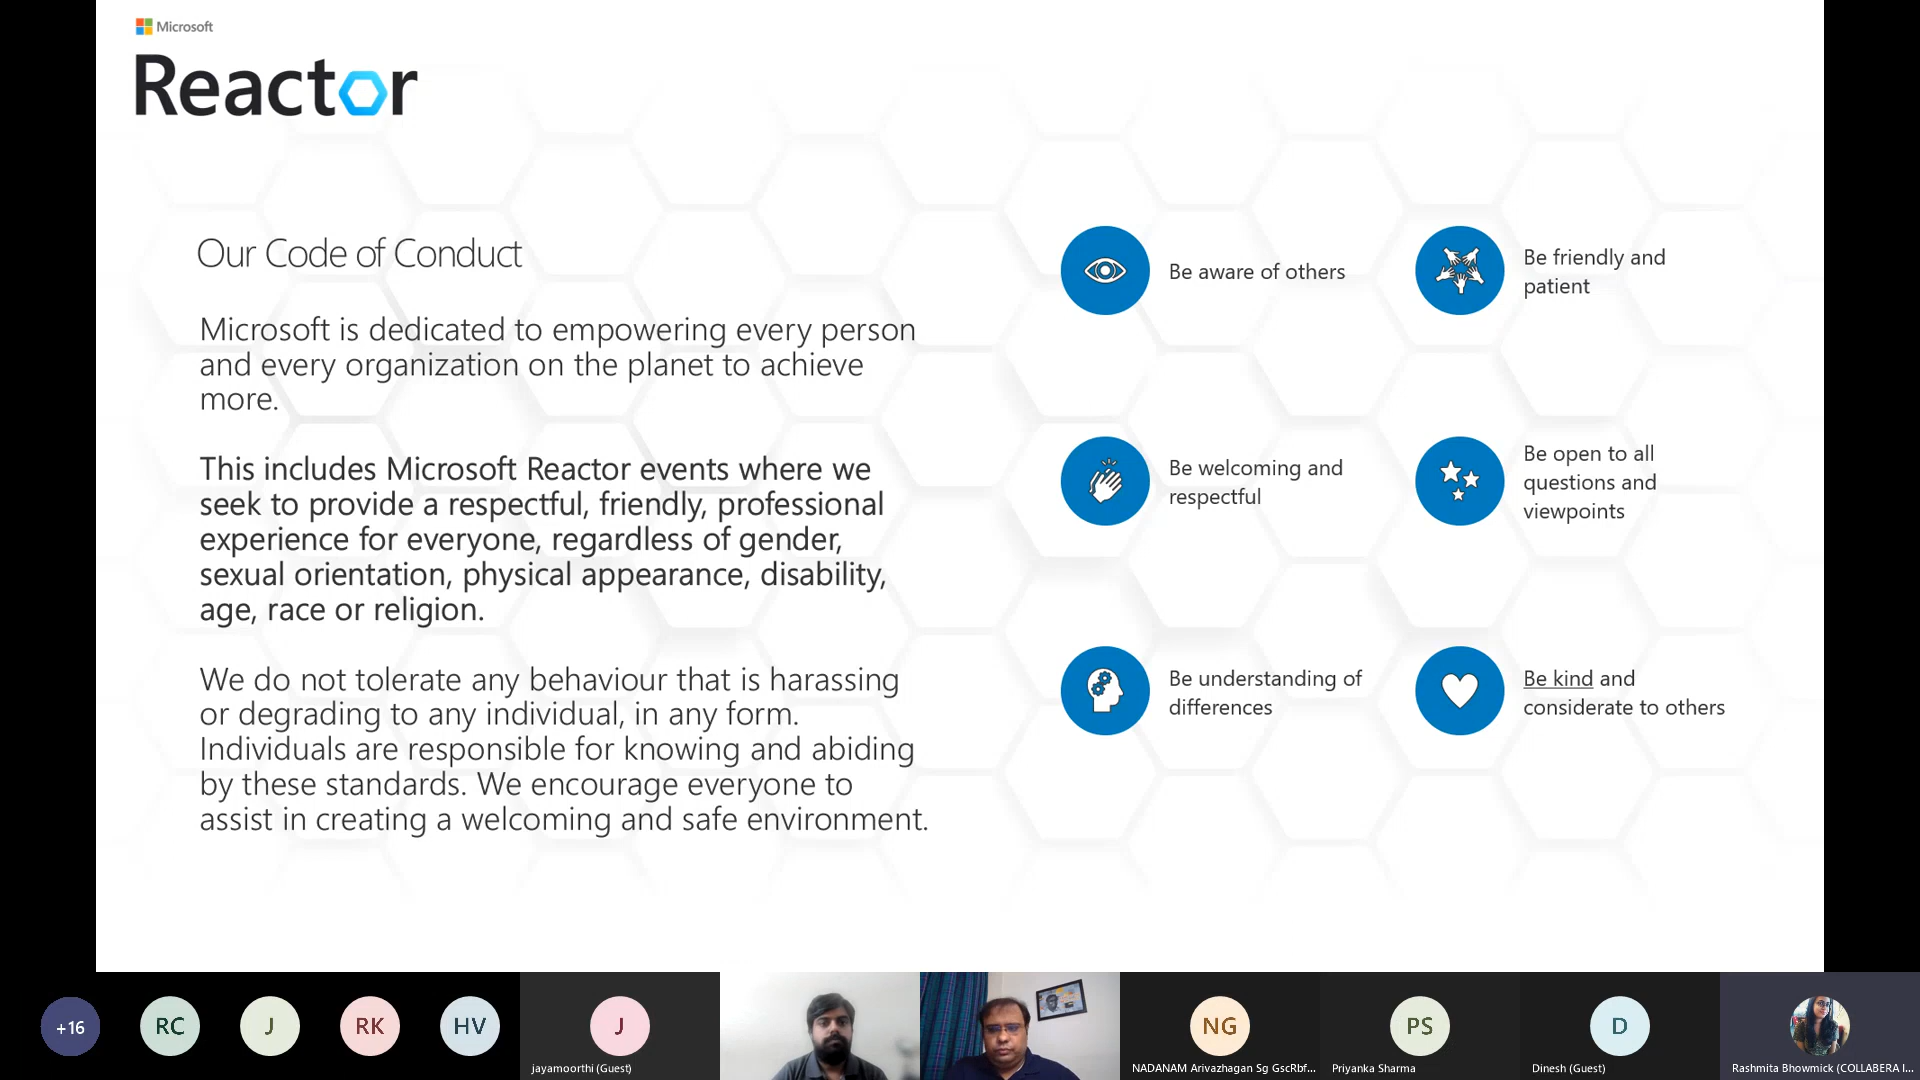 Microsoft
Reactor
Our Code of Conduct
Microsoft is dedicated to empowering every person
and every organization on the planet to achieve
more.
This includes Microsoft Reactor events where we
seek to provide a respectful, friendly, professional
experience for everyone, regardless of gender,
sexual orientation, physical appearance, disability,
age, race or religion.
We do not tolerate any behaviour that is harassing
or degrading to any individual, in any form.
Individuals are responsible for knowing and abiding
by these standards. We encourage everyone to
assist in creating a welcoming and safe environment.
Be aware of others
Be friendly and
patient
Be welcoming and
respectful
Be open to all
questions and
viewpoints
Be understanding of
differences
Be kind and
considerate to others
+16
RC
J
RK
HV
J
jayamoorthi (Guest)
NG
NADANAM Arivazhagan Sg GscRbf...
PS
Priyanka Sharma
D
Dinesh (Guest)
Rashmita Bhowmick (COLLABERA I...